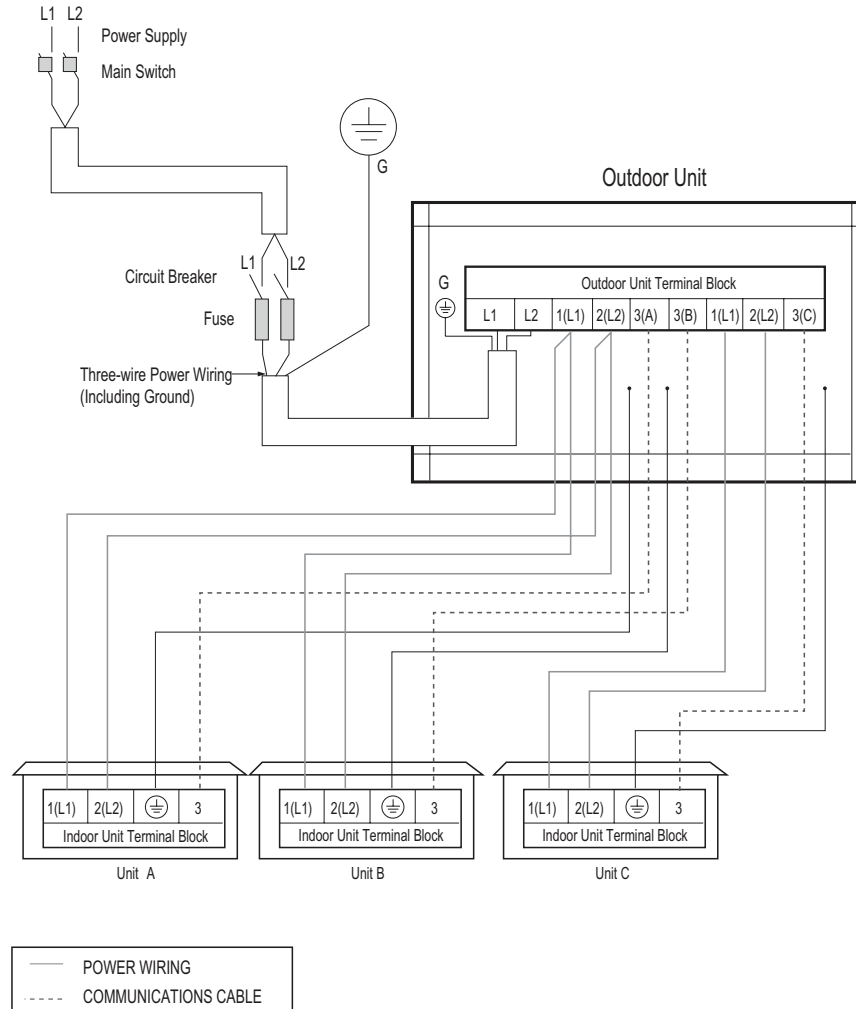 L1 L2
Power Supply
Main Switch
G
Outdoor Unit
Circuit Breaker
L1 L2
Fuse
Three-wire Power Wiring
(Including Ground)
G
Outdoor Unit Terminal Block
L1 L2 1(L1) 2(L2) 3(A) 3(B) 1(L1) 2(L2) 3(C)
1(L1) 2(L2) 3
Indoor Unit Terminal Block
Unit A
1(L1) 2(L2) 3
Indoor Unit Terminal Block
Unit B
1(L1) 2(L2) 3
Indoor Unit Terminal Block
Unit C
POWER WIRING
COMMUNICATIONS CABLE